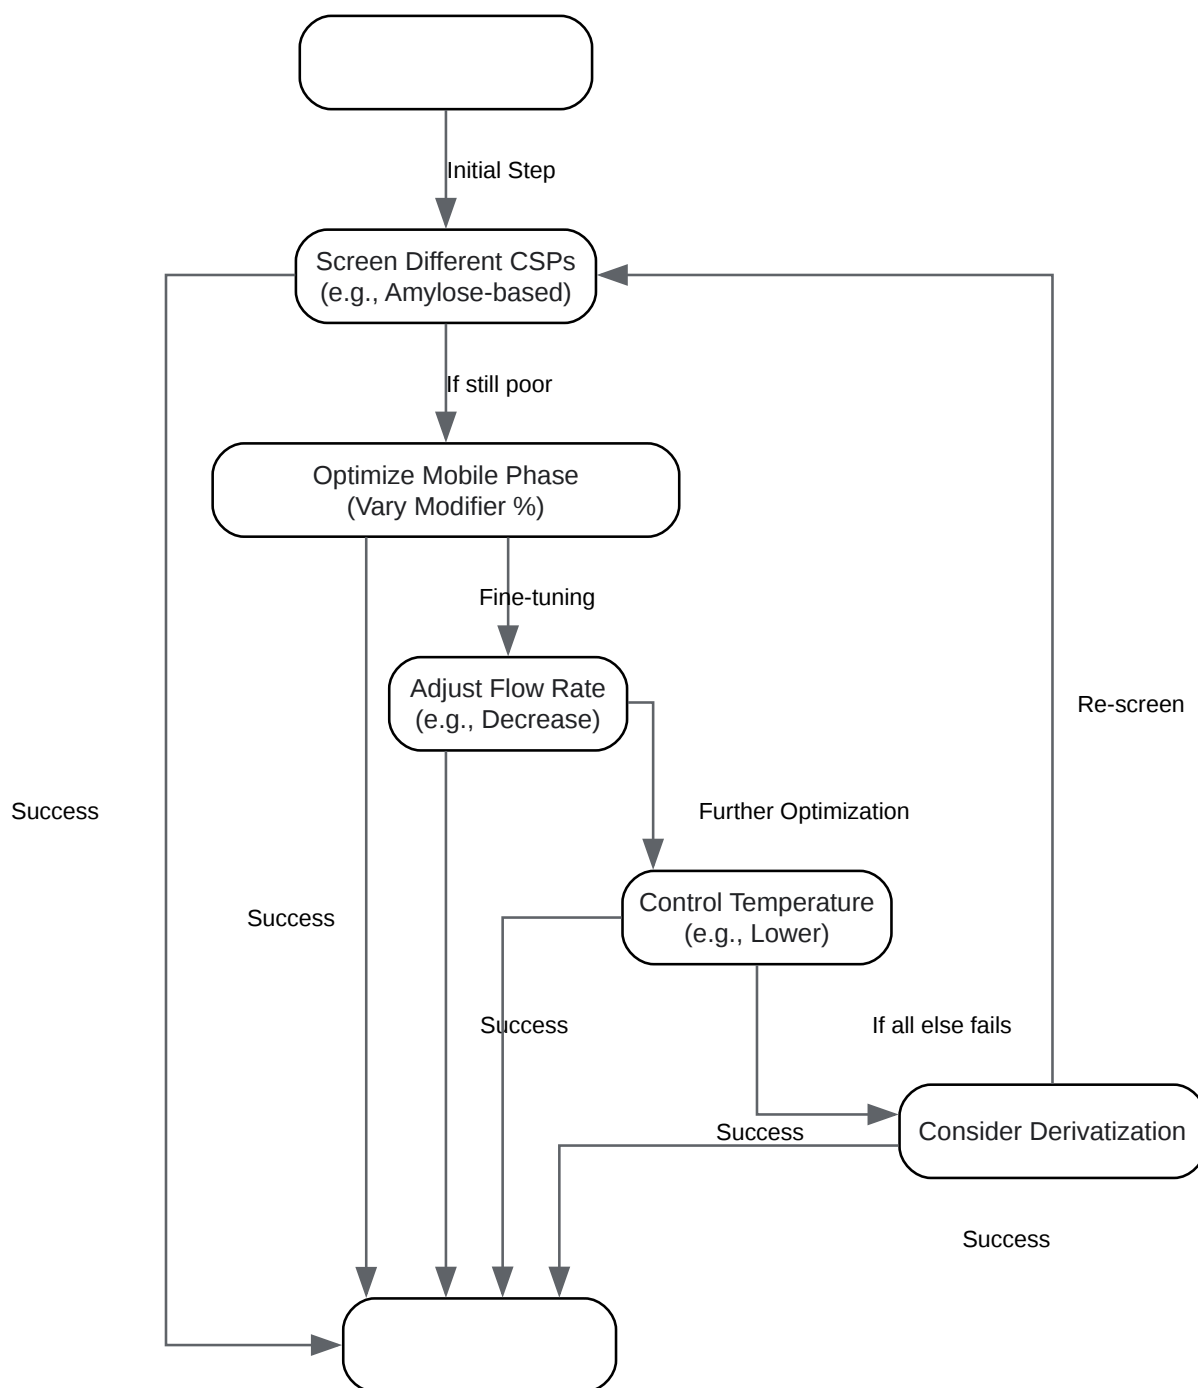 Initial Step
Screen Different CSPs
(e.g., Amylose-based)
If still poor
Optimize Mobile Phase
(Vary Modifier %)
Fine-tuning
Adjust Flow Rate
(e.g., Decrease)
Re-screen
Success
Further Optimization
Control Temperature
(e.g., Lower)
Success
Success
If all else fails
Success
Consider Derivatization
Success